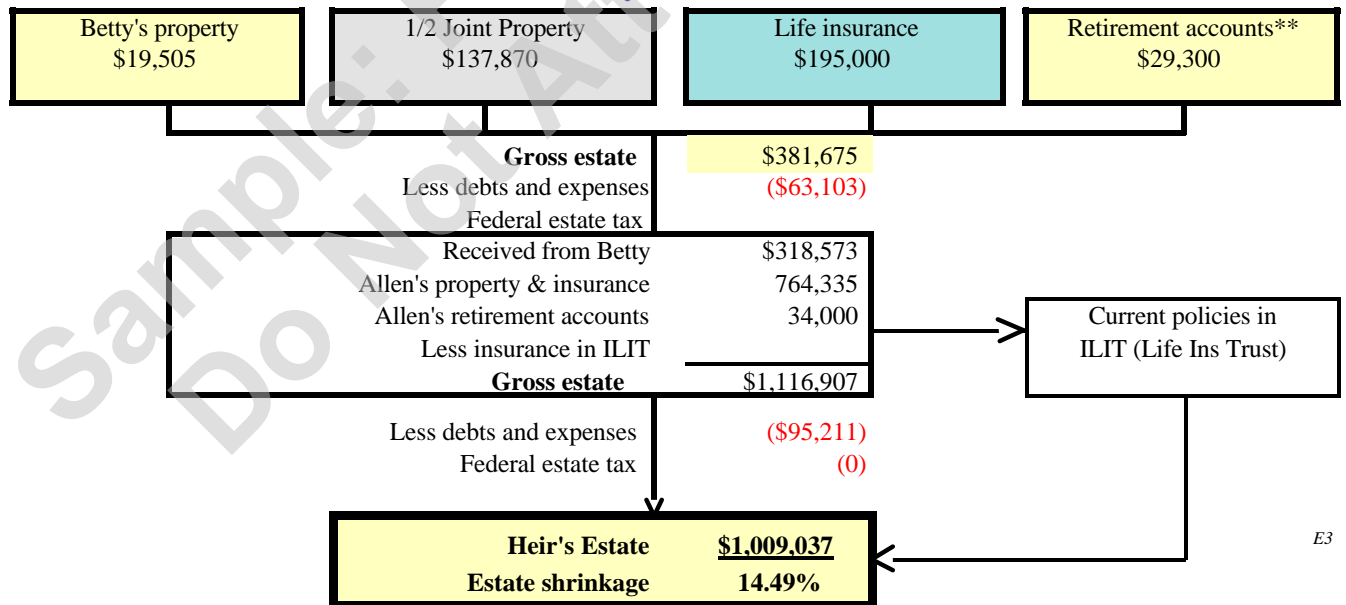 Betty's property
$19,505
1/2 Joint Property
$137,870
Life insurance
$195,000
Retirement accounts**
$29,300
Gross estate $381,675
Less debts and expenses ($63,103)
Federal estate tax
Received from Betty $318,573
Allen's property & insurance 764,335
Allen's retirement accounts 34,000
Less insurance in ILIT
Gross estate $1,116,907
Current policies in
ILIT (Life Ins Trust)
Less debts and expenses ($95,211)
Federal estate tax (0)
Heir's Estate $1,009,037
Estate shrinkage 14.49%
E3
Sample:
Do Not